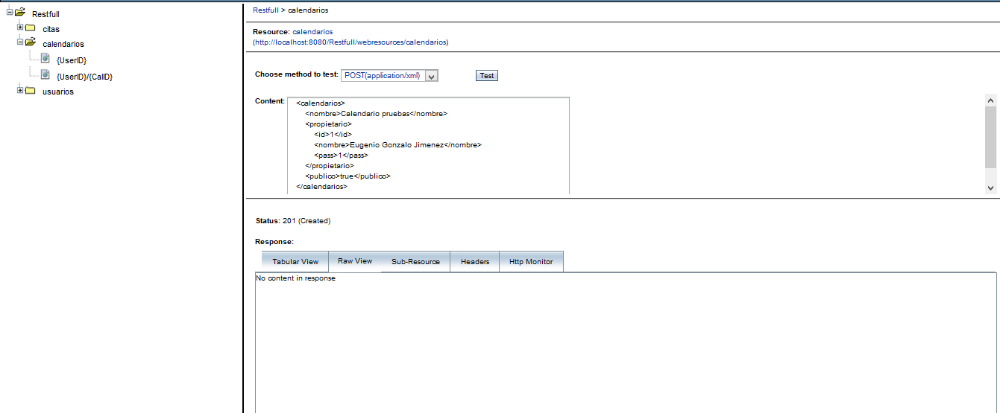 Restfull
citas
calendarios
{UserID}
{UserID}/{CalID}
usuarios
Restfull > calendarios
Resource: calendarios
(http://localhost:8080/Restfull/webresources/calendarios)
Choose method to test: POST(application/xml) Test
Content:
<calendarios>
<nombre>Calendario pruebas</nombre>
<propietario>
<id>1</id>
<nombre>Eugenio Gonzalo Jimenez</nombre>
<pass>1</pass>
</propietario>
<publico>true</publico>
</calendarios>
Status: 201 (Created)
Response:
Tabular View Raw View Sub-Resource Headers Http Monitor
No content in response